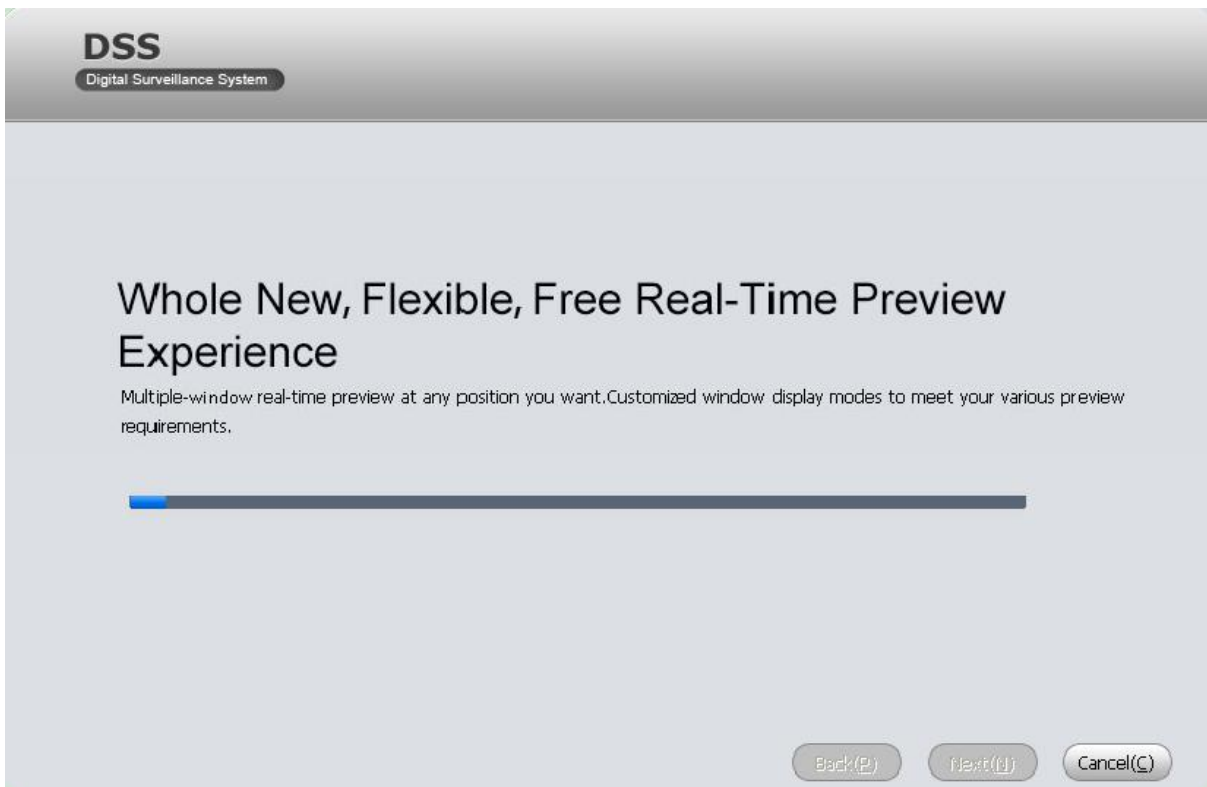 DSS
Digital Surveillance System
Whole New, Flexible, Free Real-Time Preview
Experience
Multiple-window real-time preview at any position you want.Customized window display modes to meet your various preview
requirements.
Back(P) Next(N) Cancel(C)